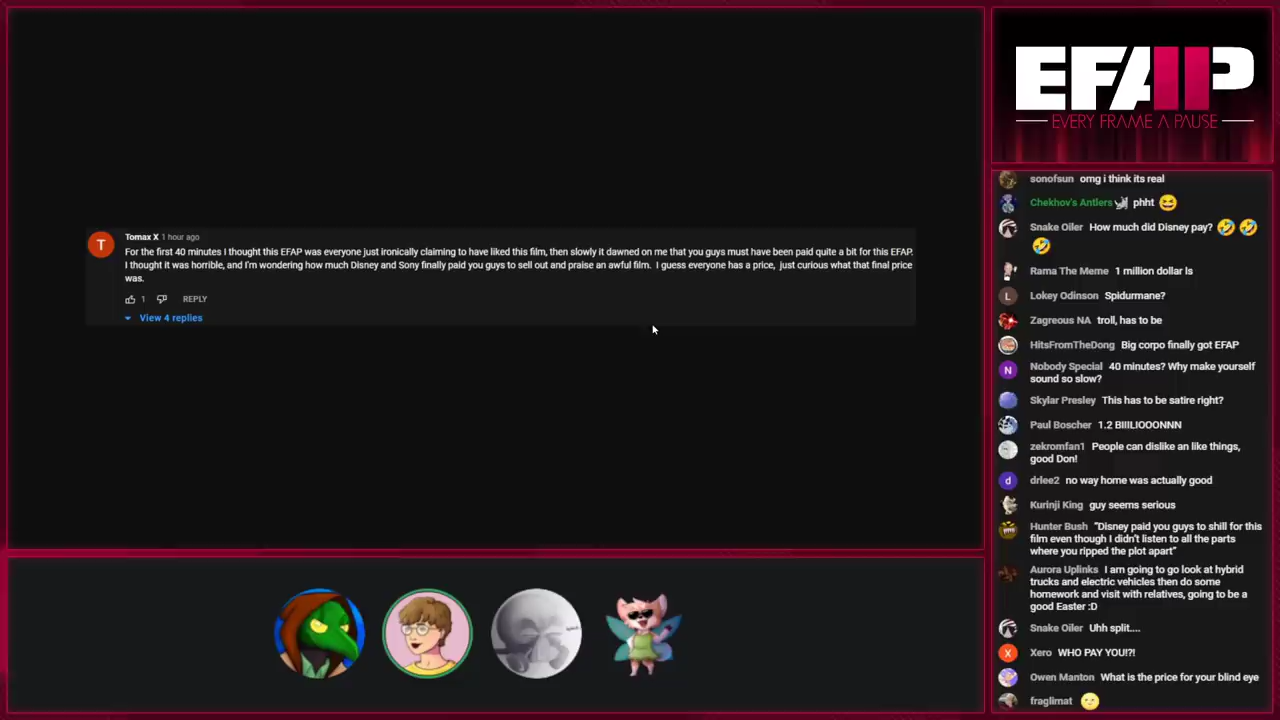 EFAP
EVERY FRAME A PAUSE
T
Tomax X 1 hour ago
For the first 40 minutes I thought this EFAP was everyone just ironically claiming to have liked this film, then slowly it dawned on me that you guys must have been paid quite a bit for this EFAP.
I thought it was horrible, and I'm wondering how much Disney and Sony finally paid you guys to sell out and praise an awful film. I guess everyone has a price, just curious what that final price
was.
1 REPLY
View 4 replies
sonofsun omg i think its real
Chekhov's Antlers phht 😆
Snake Oiler How much did Disney pay? 🤣 🤣
🤣
Rama The Meme 1 million dollar ls
L
Lokey Odinson Spidurmane?
Zagreous NA troll, has to be
HitsFromTheDong Big corpo finally got EFAP
N
Nobody Special 40 minutes? Why make yourself
sound so slow?
Skylar Presley This has to be satire right?
Paul Boscher 1.2 BIIILIOOONNN
zekromfan1 People can dislike an like things,
good Don!
d
drlee2 no way home was actually good
Kurinji King guy seems serious
Hunter Bush "Disney paid you guys to shill for this
film even though I didn't listen to all the parts
where you ripped the plot apart"
Aurora Uplinks I am going to go look at hybrid
trucks and electric vehicles then do some
homework and visit with relatives, going to be a
good Easter :D
Snake Oiler Uhh split....
X
Xero WHO PAY YOU!?!
Owen Manton What is the price for your blind eye
fraglimat 🌝